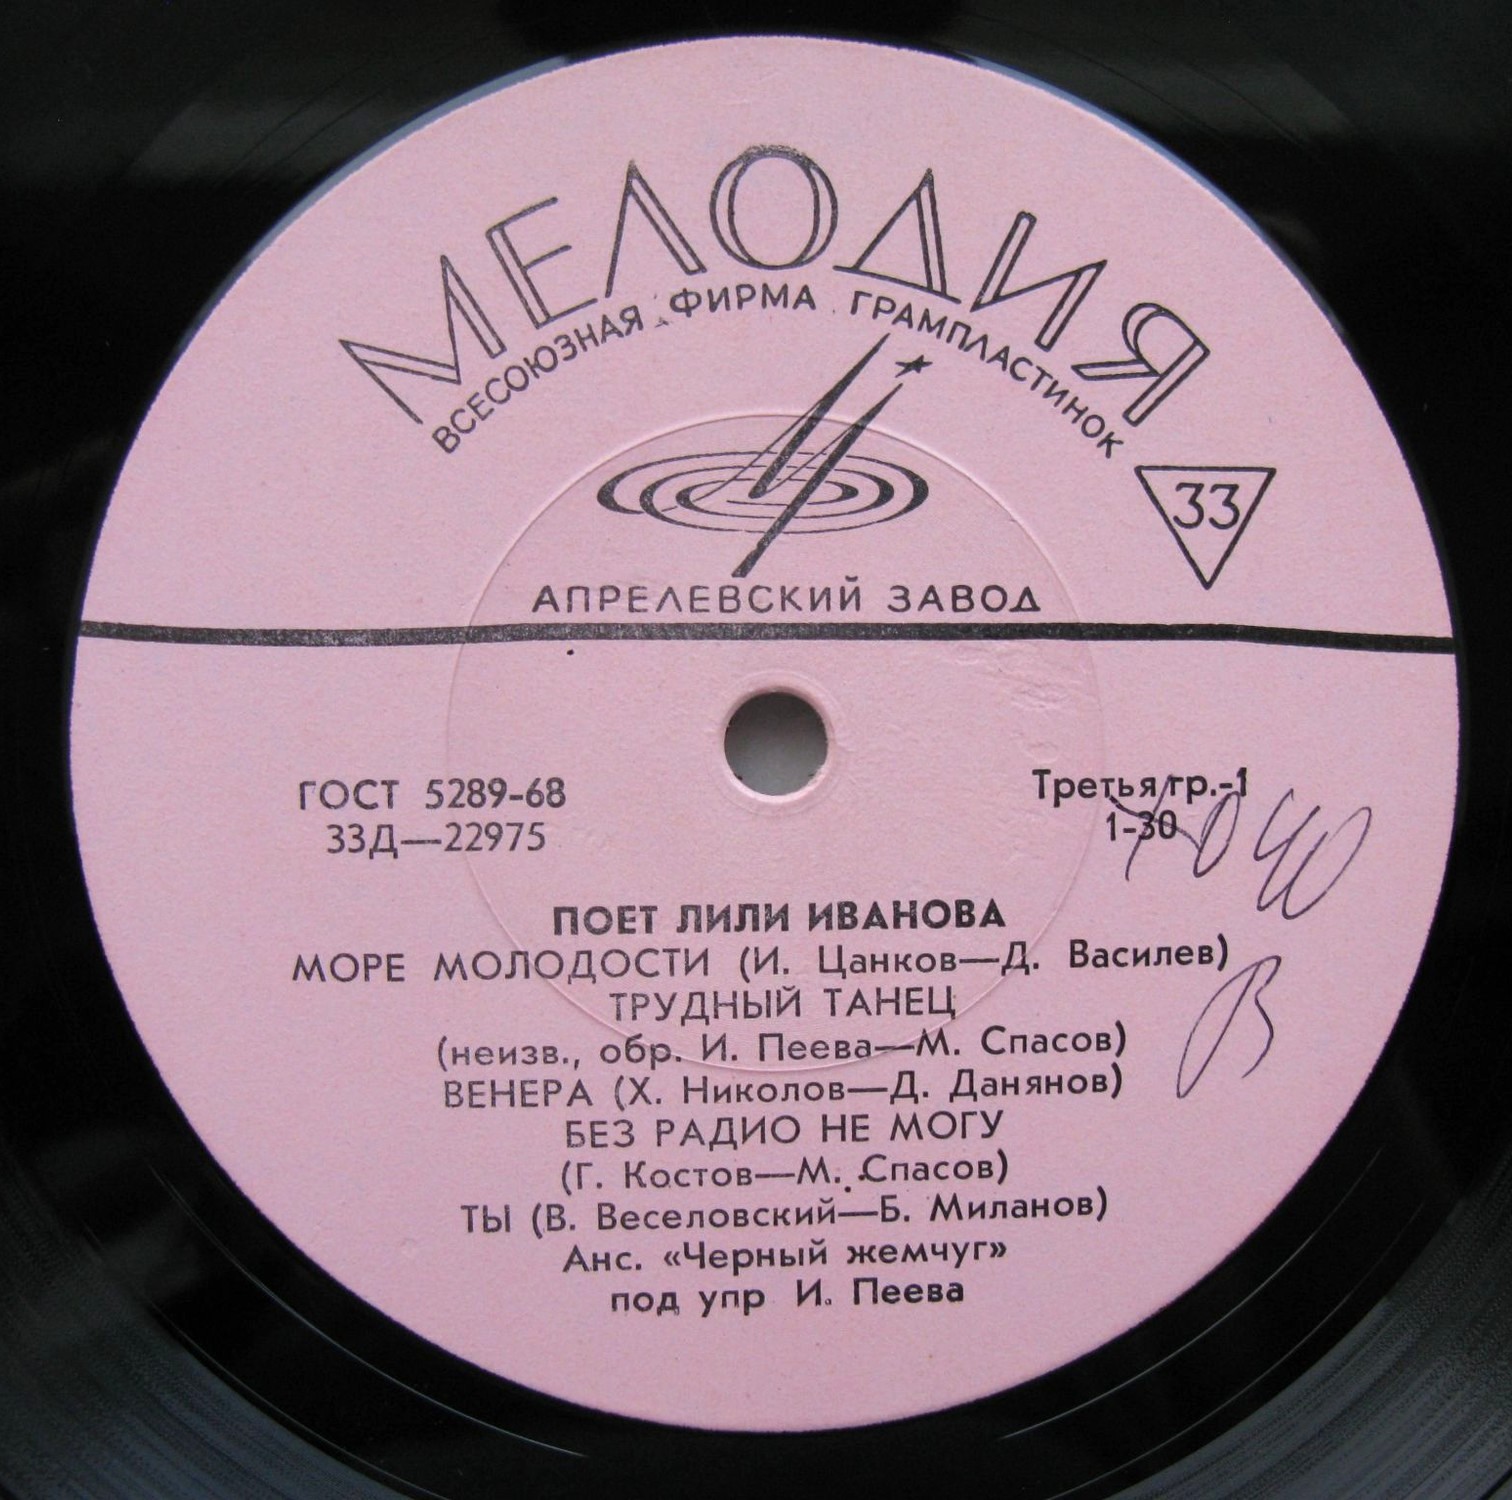 МЕЛОДИЯ
ВСЕСОЮЗНАЯ ФИРМА ГРАМПЛАСТИНОК
33
АПРЕЛЕВСКИЙ ЗАВОД
ГОСТ 5289-68
33Д—22975
Третья гр.-1
1-30
ПОЕТ ЛИЛИ ИВАНОВА
МОРЕ МОЛОДОСТИ (И. Цанков—Д. Василев)
ТРУДНЫЙ ТАНЕЦ
(неизв., обр. И. Пеева—М. Спасов)
ВЕНЕРА (Х. Николов—Д. Данянов)
БЕЗ РАДИО НЕ МОГУ
(Г. Костов—М. Спасов)
ТЫ (В. Веселовский—Б. Миланов)
Анс. «Черный жемчуг»
под упр И. Пеева